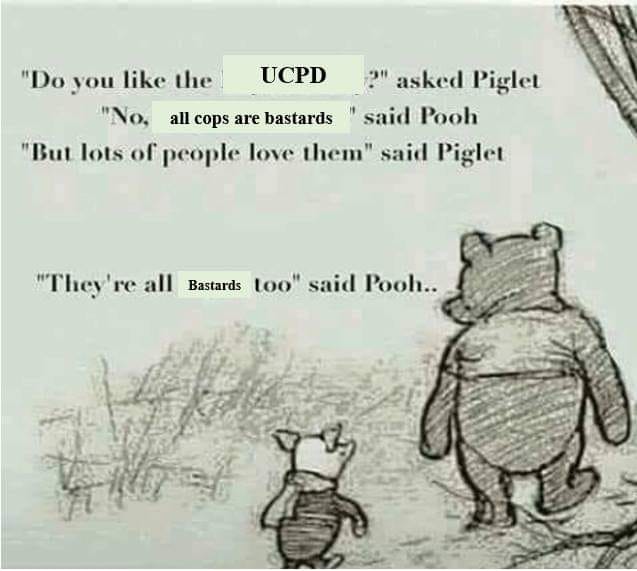 "Do you like the UCPD ?" asked Piglet
"No, all cops are bastards " said Pooh
"But lots of people love them" said Piglet
"They're all Bastards too" said Pooh..